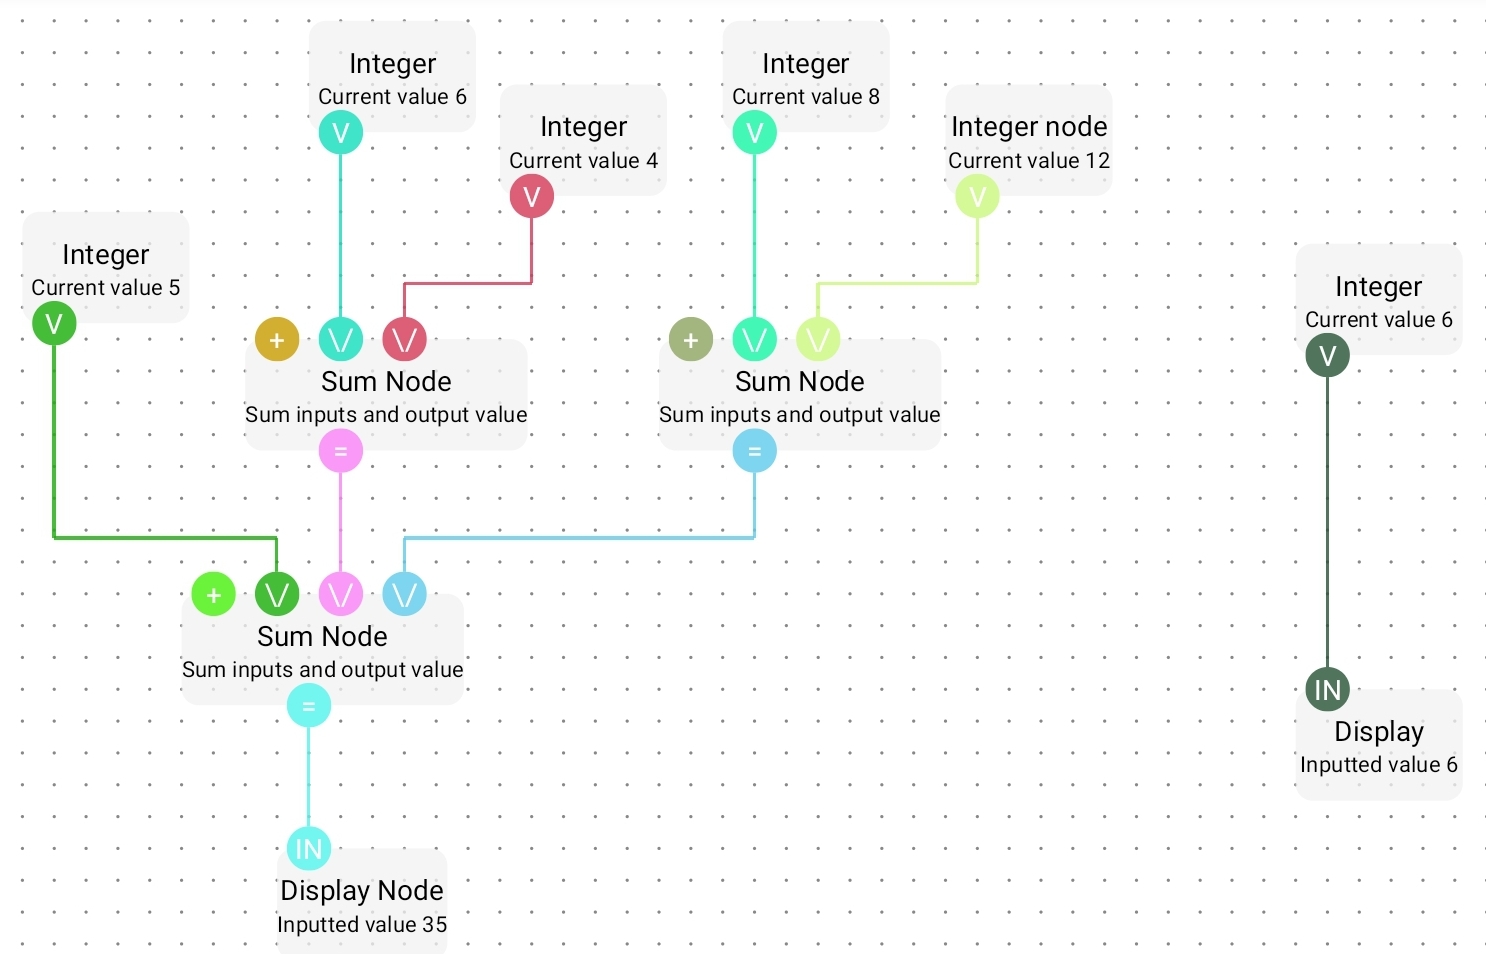 Integer
Current value 6
V
Integer
Current value 4
V
Integer
Current value 8
V
Integer node
Current value 12
V
Integer
Current value 5
V
Integer
Current value 6
V
+ \/ \/
Sum Node
Sum inputs and output value
=
+ \/ \/
Sum Node
Sum inputs and output value
=
+ \/ \/ \/
Sum Node
Sum inputs and output value
=
IN
Display
Inputted value 6
IN
Display Node
Inputted value 35